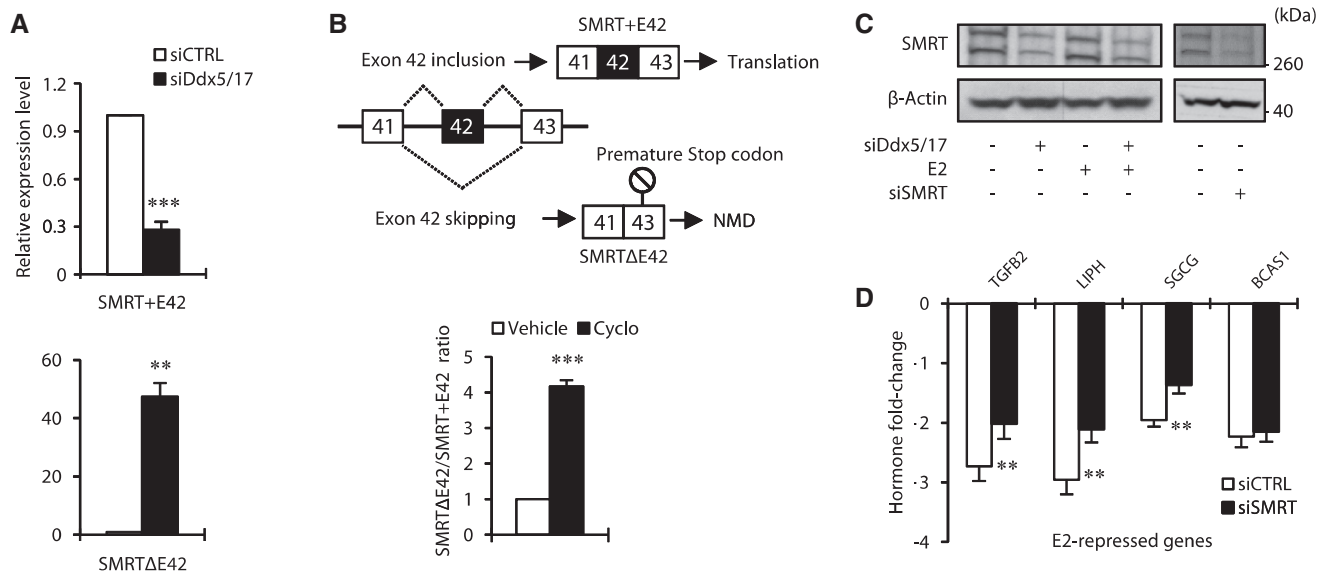 A
siCTRL
siDdx5/17
Relative expression level
1.2
0.9
0.6
0.3
0
***
SMRT+E42
60
40
20
0
**
SMRTΔE42
B
SMRT+E42
Exon 42 inclusion
41 42 43
Translation
41 42 43
Premature Stop codon
Exon 42 skipping
41 43
NMD
SMRTΔE42
Vehicle Cyclo
SMRTΔE42/SMRT+E42 ratio
5
4
3
2
1
0
***
C
(kDa)
SMRT
260
β-Actin
40
siDdx5/17 - + - + - -
E2 - - + + - -
siSMRT - - - - - +
D
TGFB2 LIPH SGCG BCAS1
Hormone fold-change
0
-1
-2
-3
-4
** ** **
siCTRL
siSMRT
E2-repressed genes